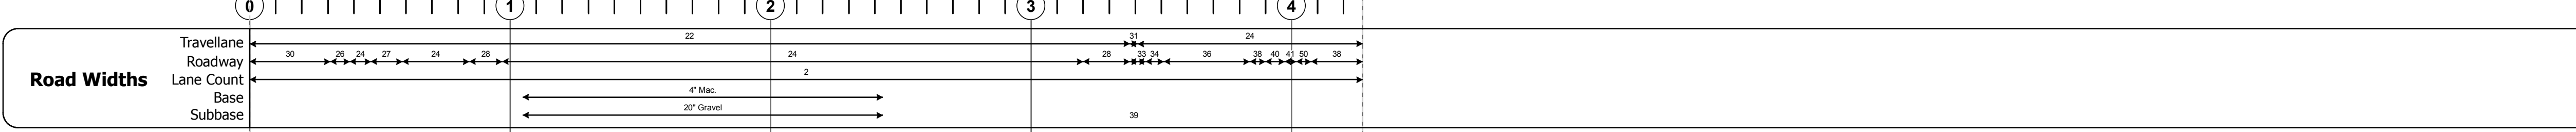 0 1 2 3 4
Travellane 22 31 24
Roadway 30 26 24 27 24 28 24 28 33 34 36 38 40 41 50 38
Road Widths
Lane Count 2
Base 4" Mac.
Subbase 20" Gravel 39